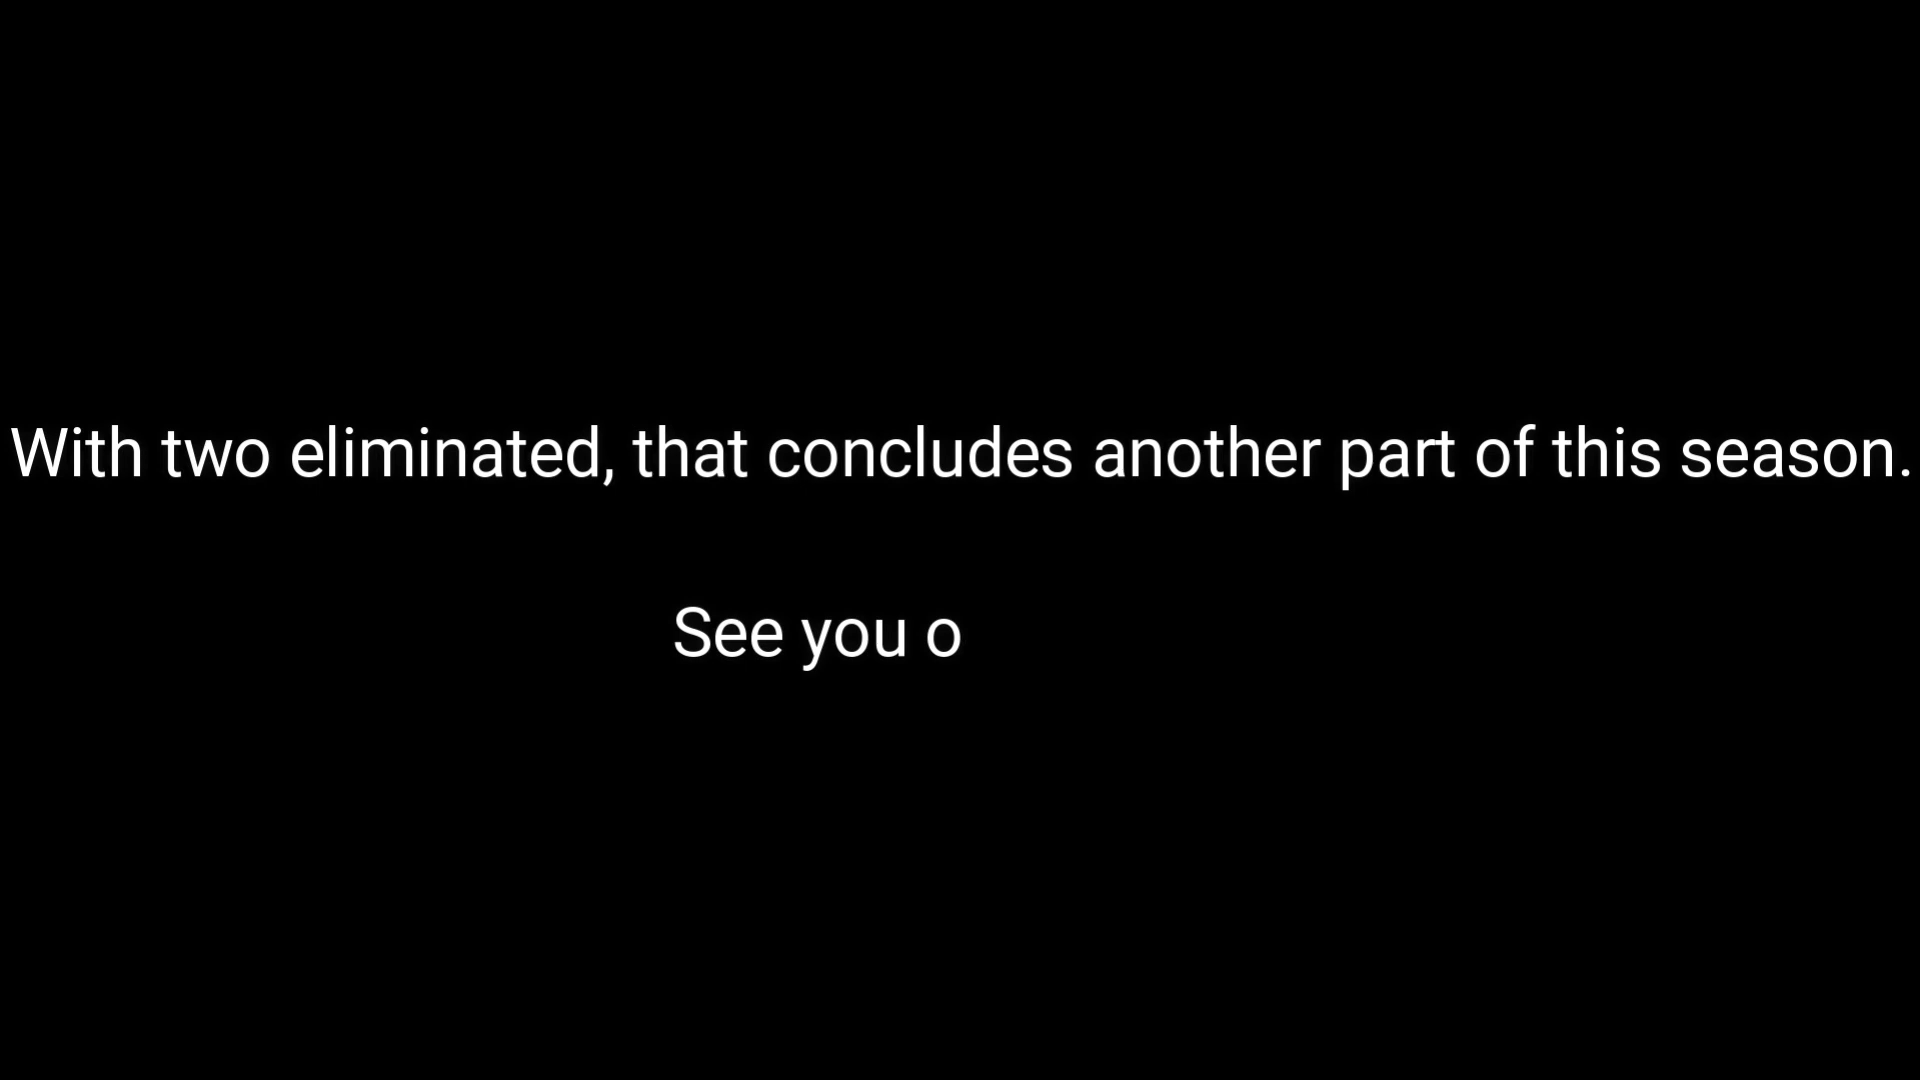 With two eliminated, that concludes another part of this season.
See you o